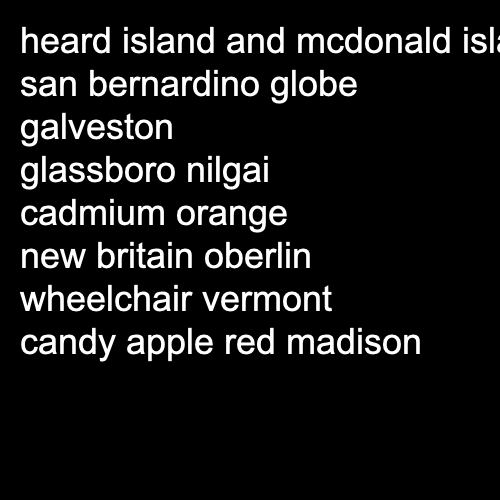 heard island and mcdonald
san bernardino globe
galveston
glassboro nilgai
cadmium orange
new britain oberlin
wheelchair vermont
candy apple red madison